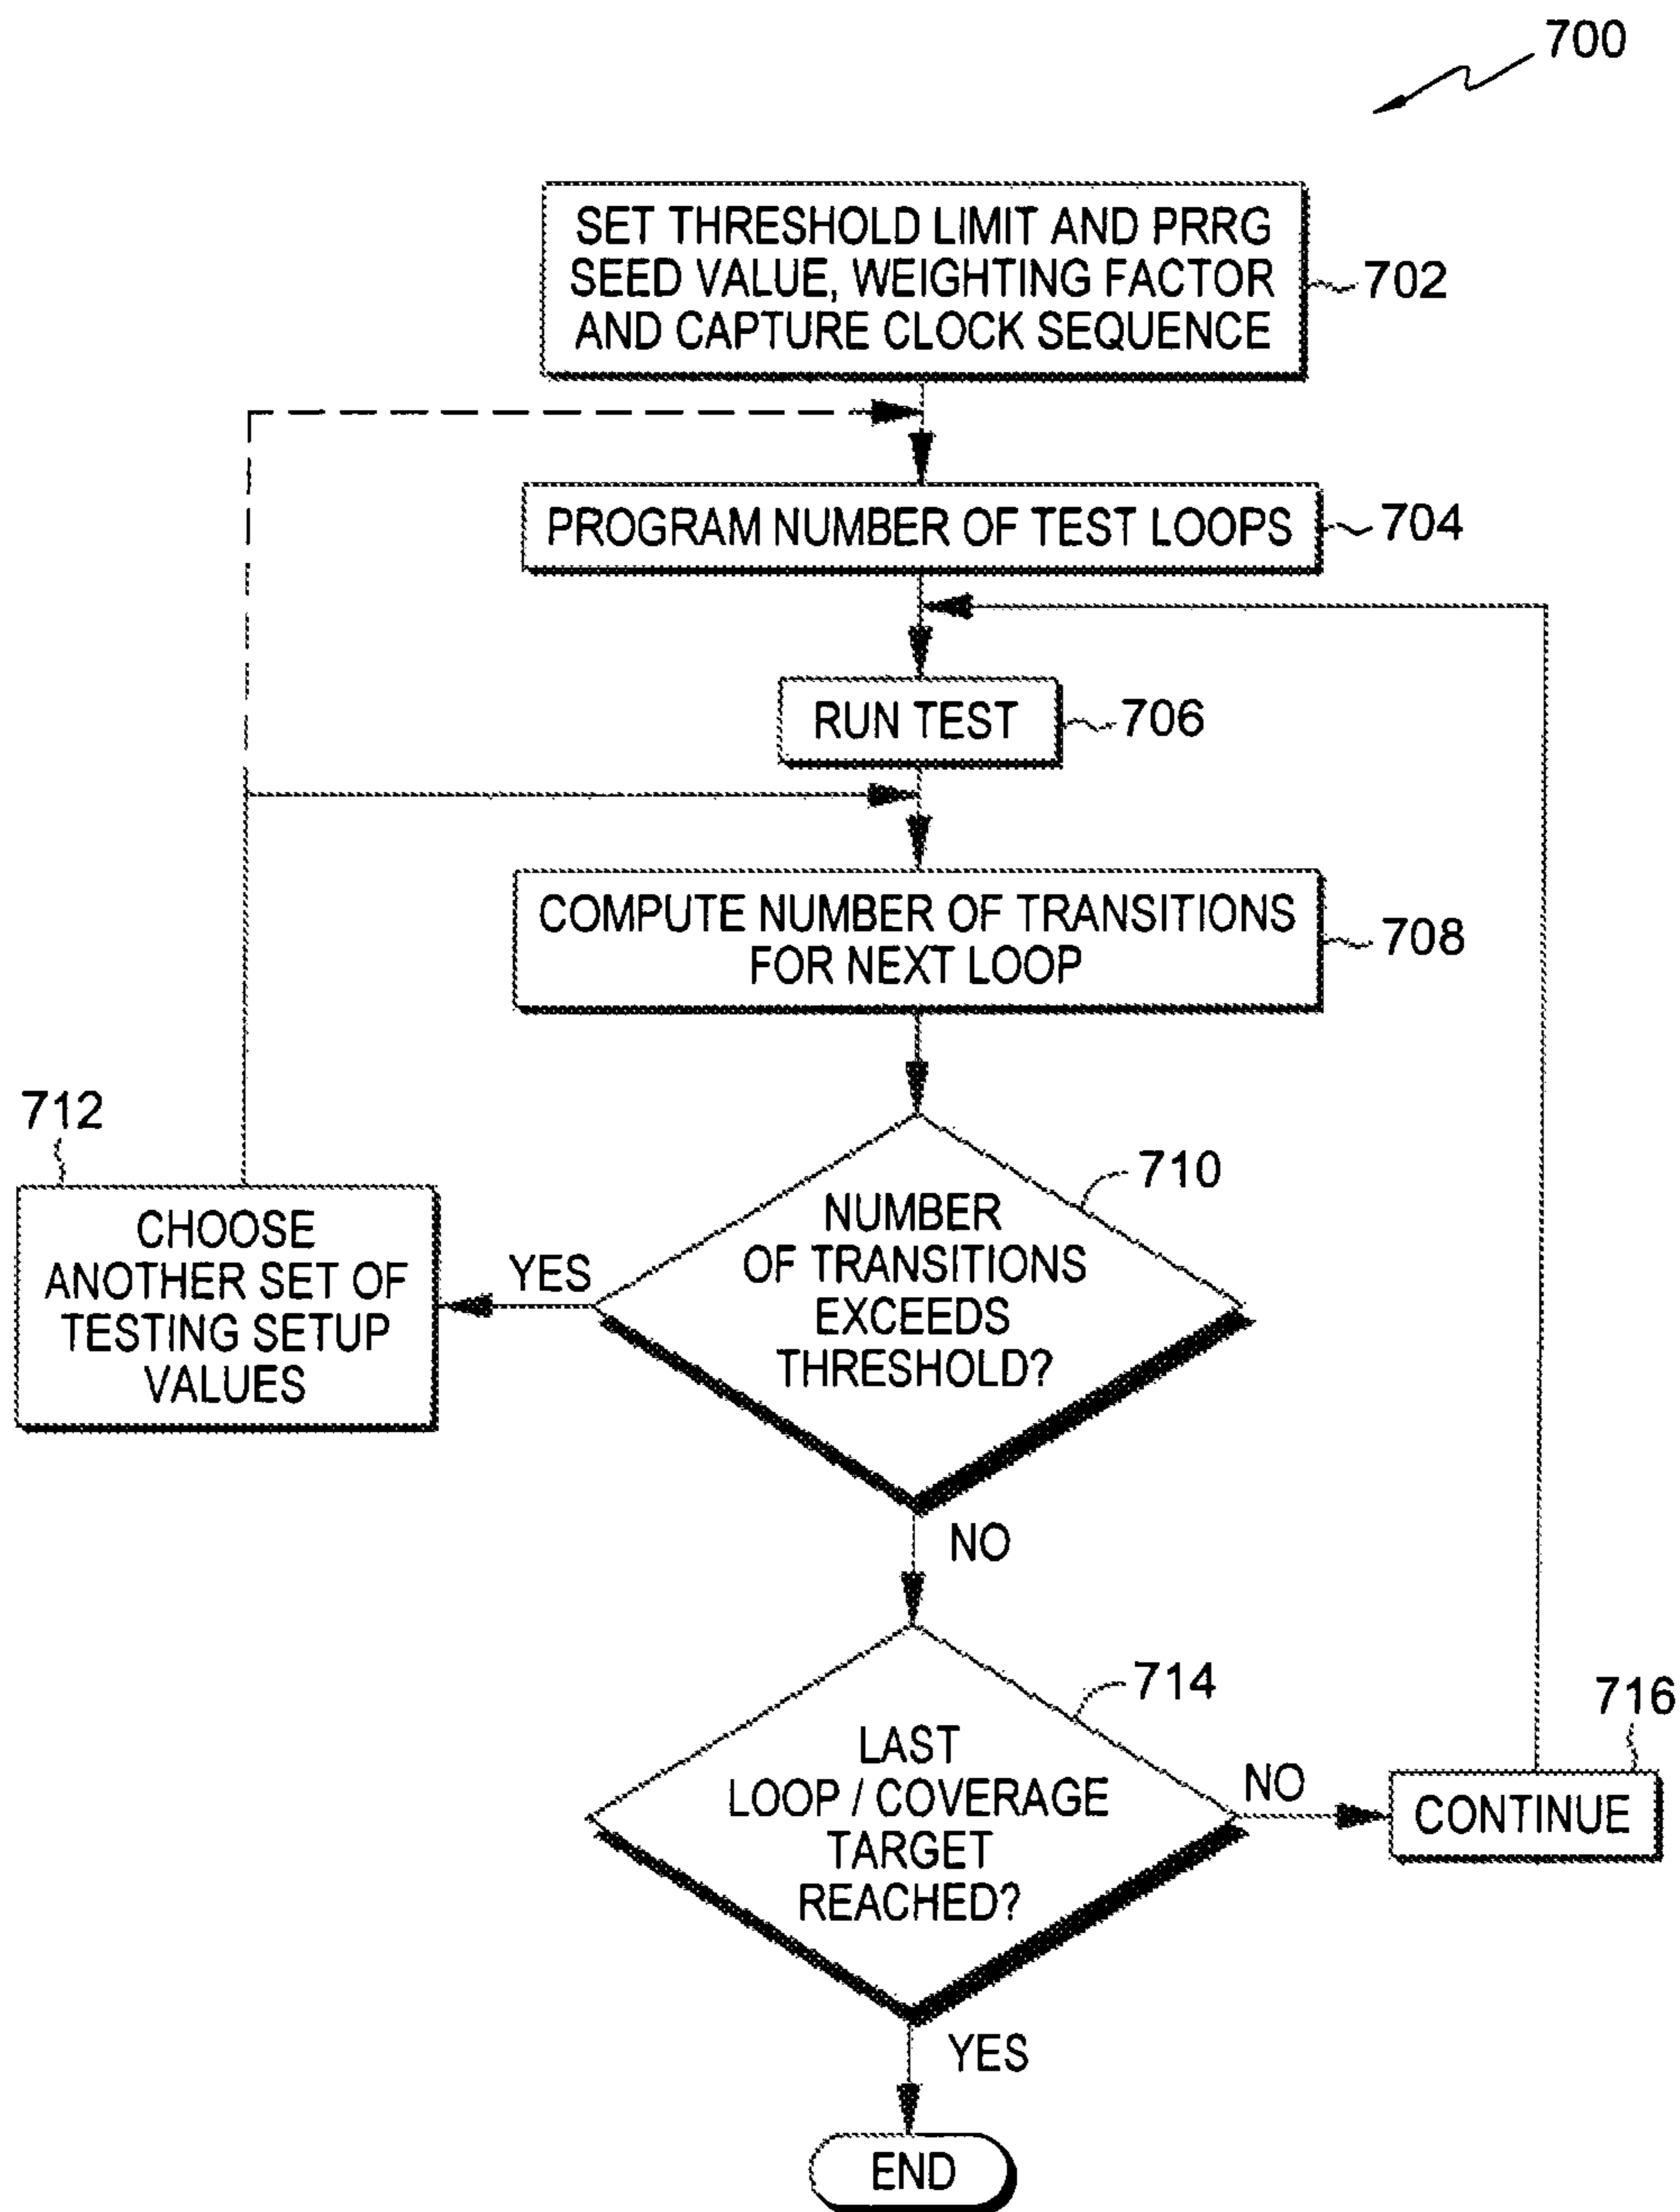 700
SET THRESHOLD LIMIT AND PRRG
SEED VALUE, WEIGHTING FACTOR
AND CAPTURE CLOCK SEQUENCE
702
PROGRAM NUMBER OF TEST LOOPS
704
RUN TEST
706
COMPUTE NUMBER OF TRANSITIONS
FOR NEXT LOOP
708
712
CHOOSE
ANOTHER SET OF
TESTING SETUP
VALUES
YES
710
NUMBER
OF TRANSITIONS
EXCEEDS
THRESHOLD?
NO
714
LAST
LOOP / COVERAGE
TARGET
REACHED?
NO
716
CONTINUE
YES
END